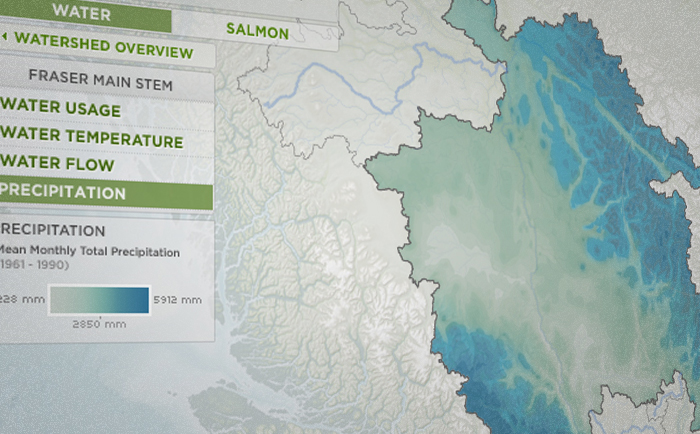 WATER
SALMON
WATERSHED OVERVIEW
FRASER MAIN STEM
WATER USAGE
WATER TEMPERATURE
WATER FLOW
PRECIPITATION
RECIPITATION
Mean Monthly Total Precipitation
1961 - 1990)
228 mm
5912 mm
2850 mm